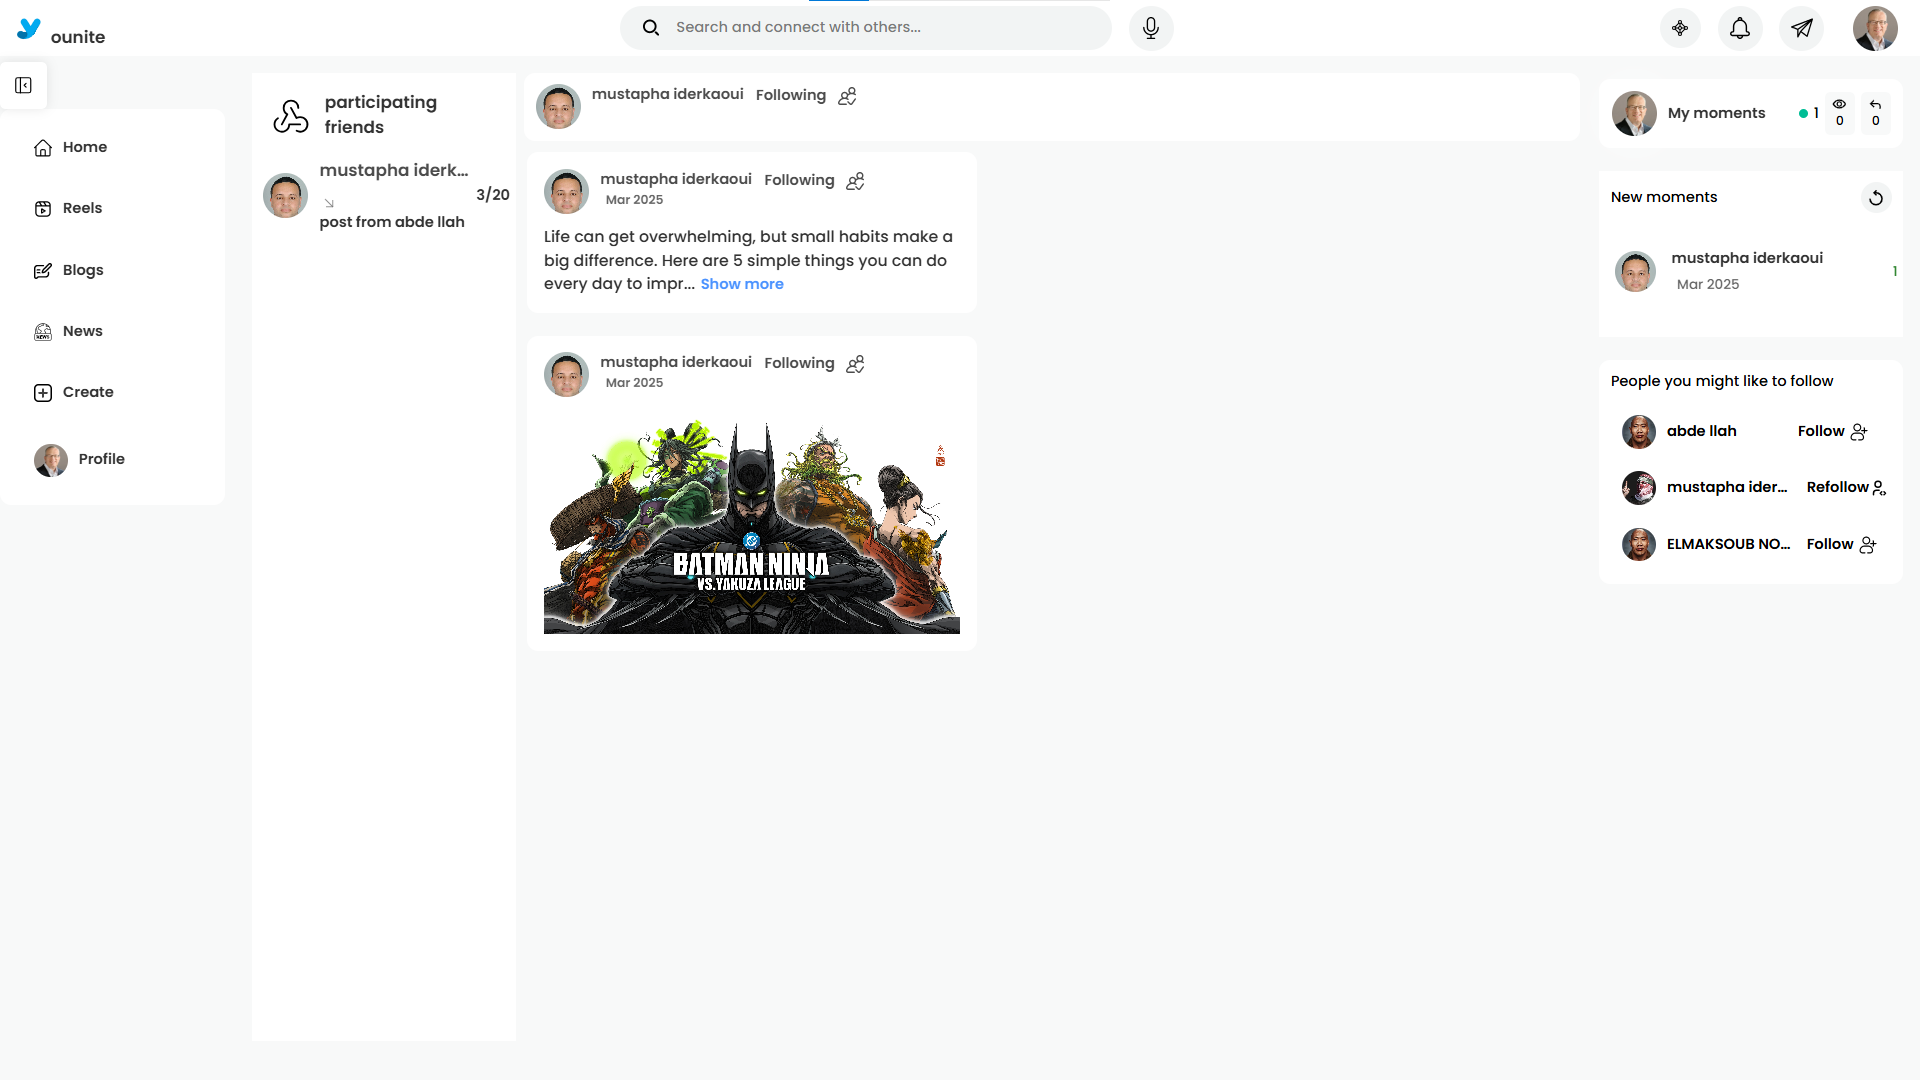 ounite
Search and connect with others...
Home
Reels
Blogs
News
Create
Profile
participating
friends
mustapha iderk...
3/20
post from abde llah
mustapha iderkaoui Following
mustapha iderkaoui Following
Mar 2025
Life can get overwhelming, but small habits make a
big difference. Here are 5 simple things you can do
every day to impr... Show more
mustapha iderkaoui Following
Mar 2025
BATMAN NINJA
VS. YAKUZA LEAGUE
My moments
1
0
0
New moments
mustapha iderkaoui
Mar 2025
1
People you might like to follow
abde llah Follow
mustapha ider... Refollow
ELMAKSOUB NO... Follow